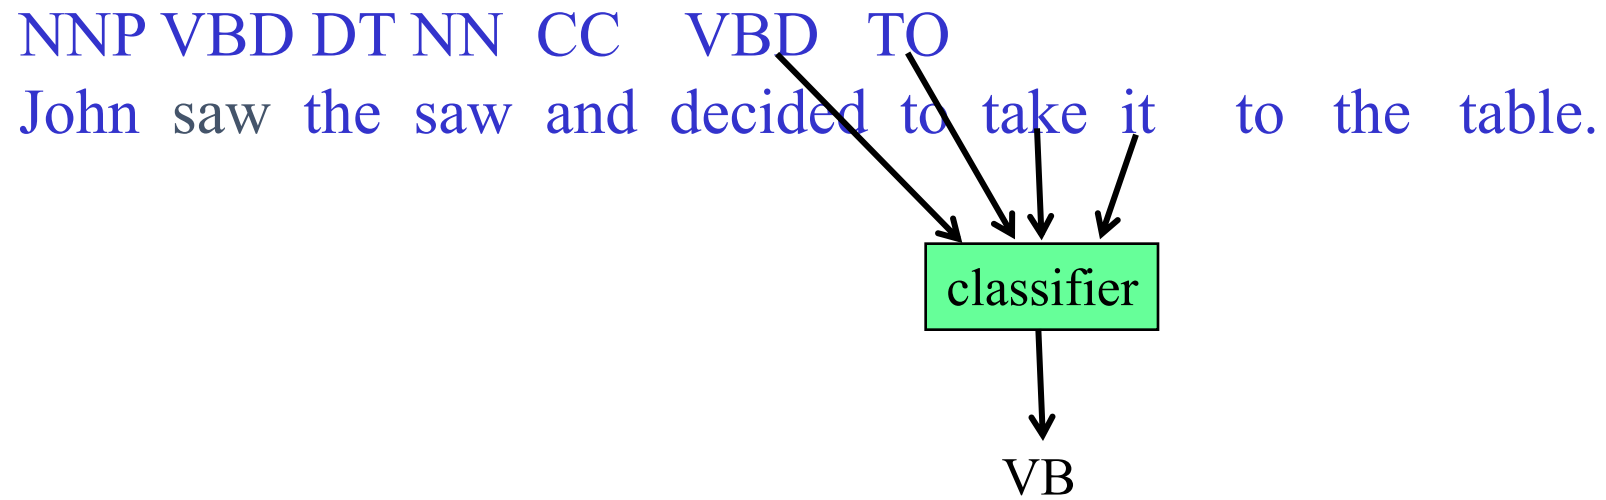 NNP VBD DT NN CC VBD TO
John saw the saw and decided to take it to the table.
classifier
VB